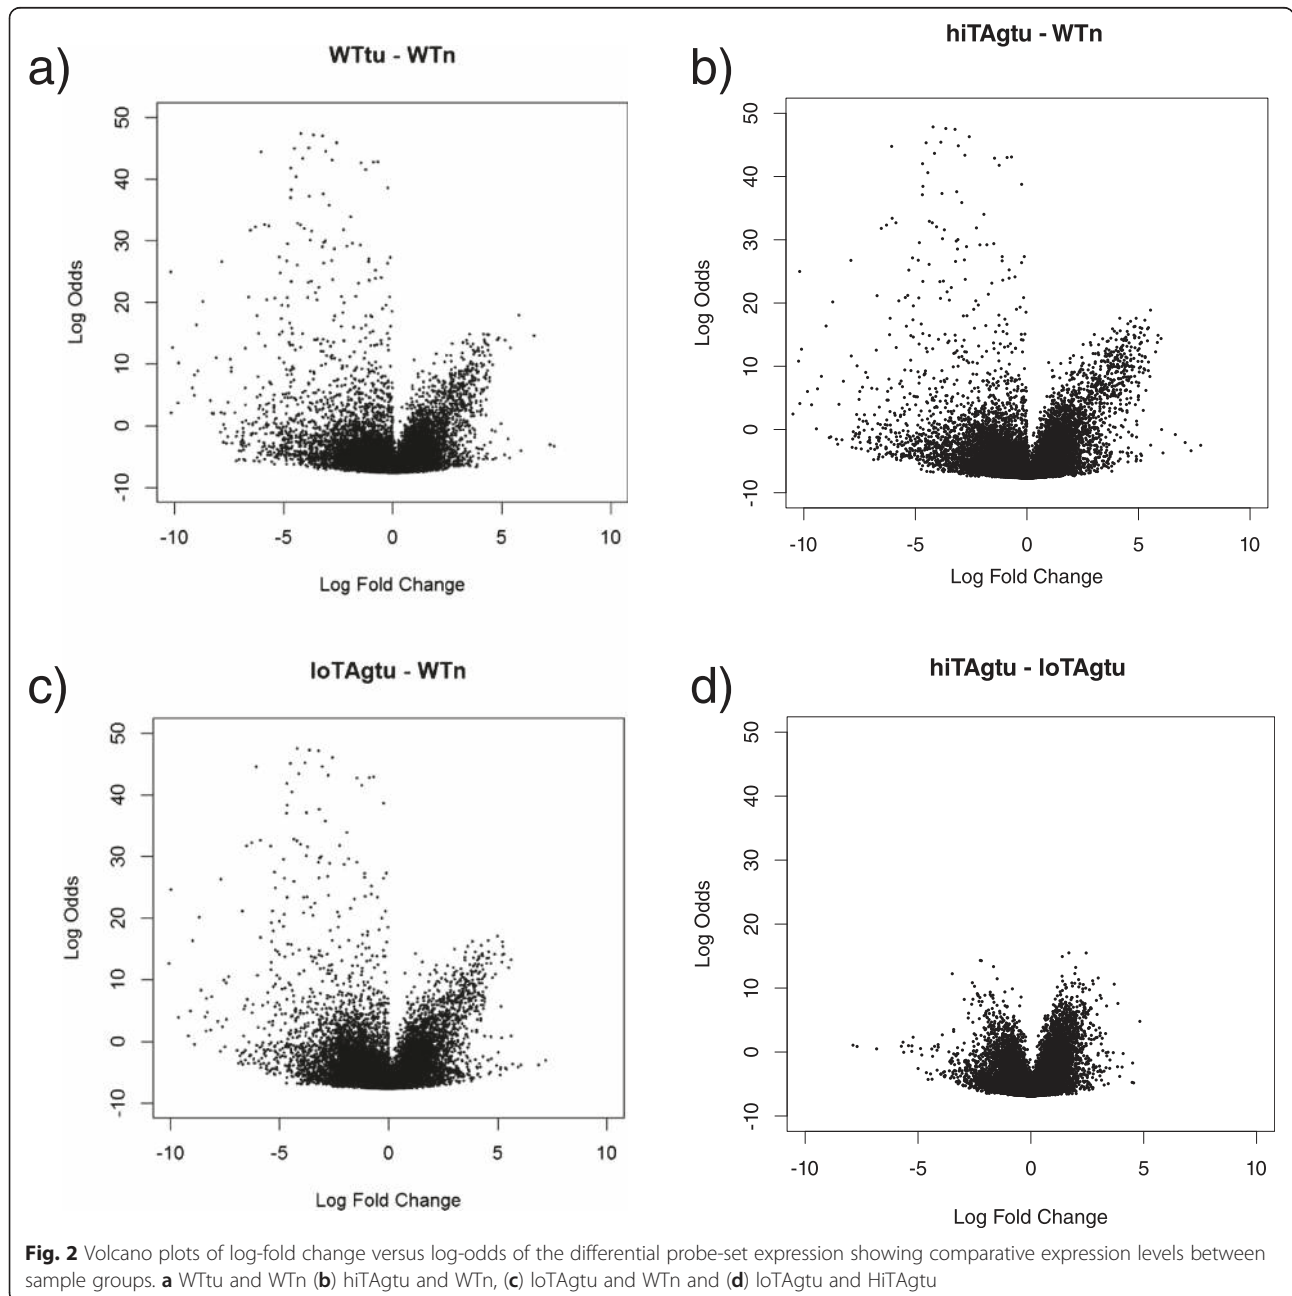 a)
WTtu - WTn
50
40
30
20
10
0
-10
Log Odds
-10 -5 0 5 10
Log Fold Change
b)
hiTAgtu - WTn
50
40
30
20
10
0
-10
Log Odds
-10 -5 0 5 10
Log Fold Change
c)
loTAgtu - WTn
50
40
30
20
10
0
-10
Log Odds
-10 -5 0 5 10
Log Fold Change
d)
hiTAgtu - loTAgtu
50
40
30
20
10
0
-10
Log Odds
-10 -5 0 5 10
Log Fold Change
Fig. 2 Volcano plots of log-fold change versus log-odds of the differential probe-set expression showing comparative expression levels between
sample groups. a WTtu and WTn (b) hiTAgtu and WTn, (c) loTAgtu and WTn and (d) loTAgtu and HiTAgtu